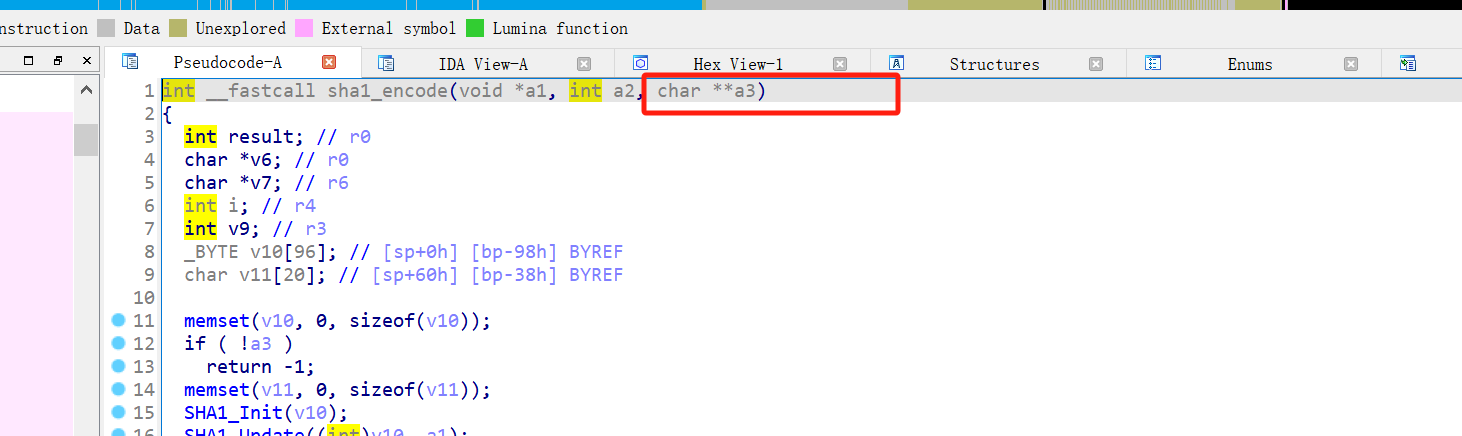 nstruction Data Unexplored External symbol Lumina function
Pseudocode-A IDA View-A Hex View-1 Structures Enums
1 int __fastcall sha1_encode(void *a1, int a2, char **a3)
2 {
3 int result; // r0
4 char *v6; // r0
5 char *v7; // r6
6 int i; // r4
7 int v9; // r3
8 _BYTE v10[96]; // [sp+0h] [bp-98h] BYREF
9 char v11[20]; // [sp+60h] [bp-38h] BYREF
10
11 memset(v10, 0, sizeof(v10));
12 if ( !a3 )
13 return -1;
14 memset(v11, 0, sizeof(v11));
15 SHA1_Init(v10);
16 SHA1_Update((int)v10, a1);